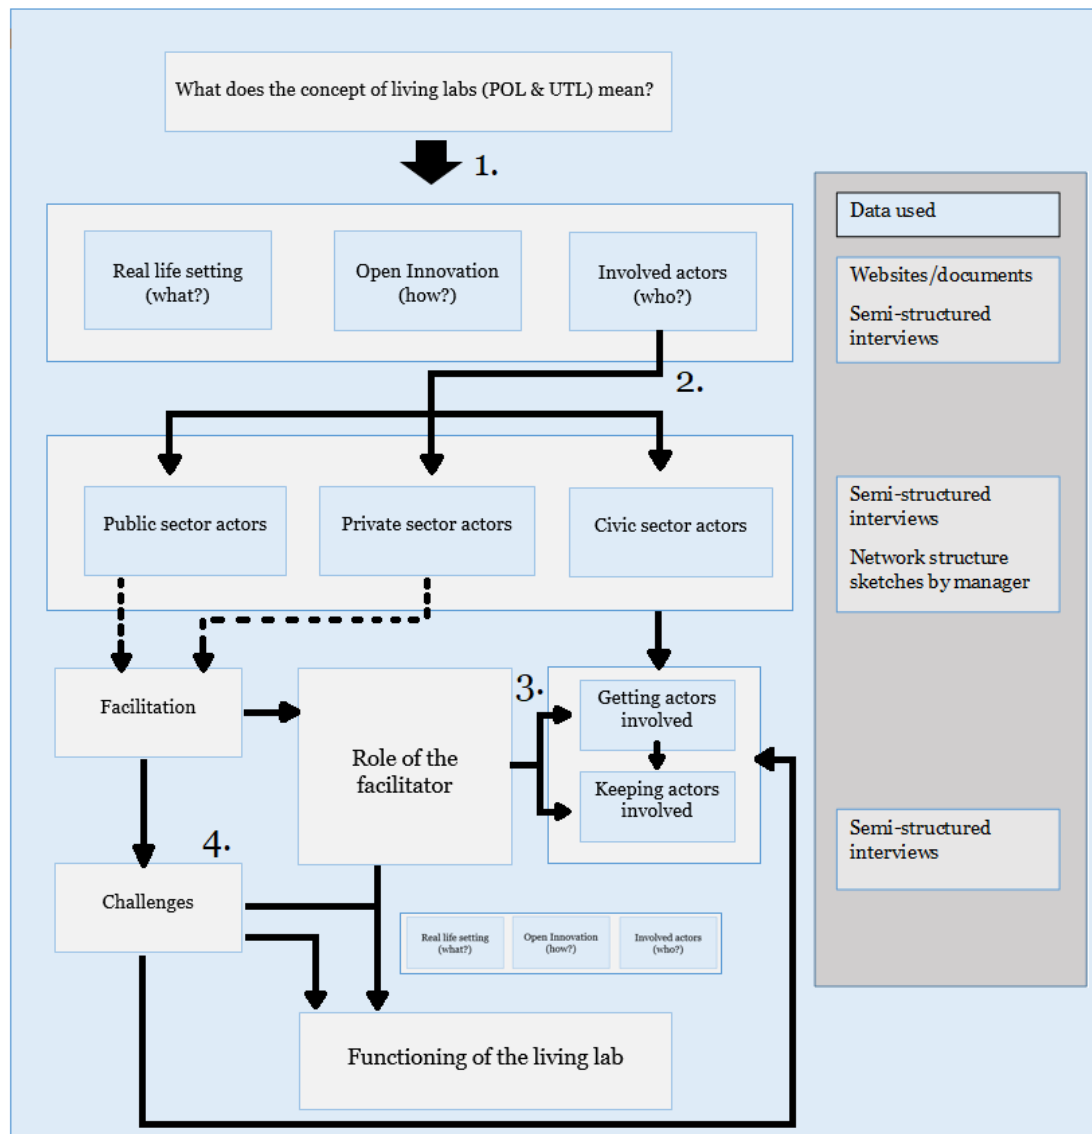 What does the concept of living labs (POL & UTL) mean?
1.
Real life setting
(what?)
Open Innovation
(how?)
Involved actors
(who?)
2.
Public sector actors
Private sector actors
Civic sector actors
Facilitation
Role of the
facilitator
3.
Getting actors
involved
Keeping actors
involved
4.
Challenges
Real life setting
(what?)
Open Innovation
(how?)
Involved actors
(who?)
Functioning of the living lab
Data used
Websites/documents
Semi-structured
interviews
Semi-structured
interviews
Network structure
sketches by manager
Semi-structured
interviews